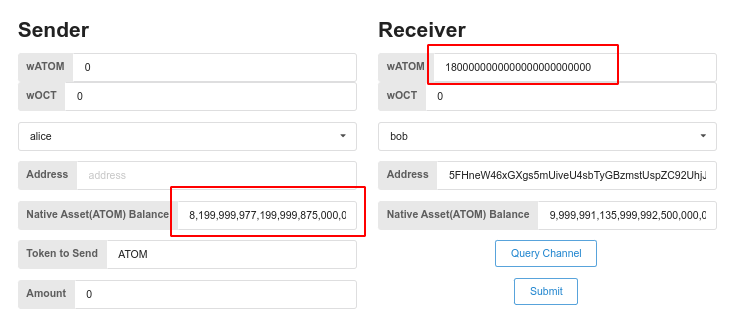 Sender
wATOM 0
wOCT 0
alice
Address address
Native Asset(ATOM) Balance 8,199,999,977,199,999,875,000,0
Token to Send ATOM
Amount 0
Receiver
wATOM 1800000000000000000000000
wOCT 0
bob
Address 5FHneW46xGXgs5mUiveU4sbTyGBzmstUspZC92UhjJ
Native Asset(ATOM) Balance 9,999,991,135,999,992,500,000,0
Query Channel
Submit